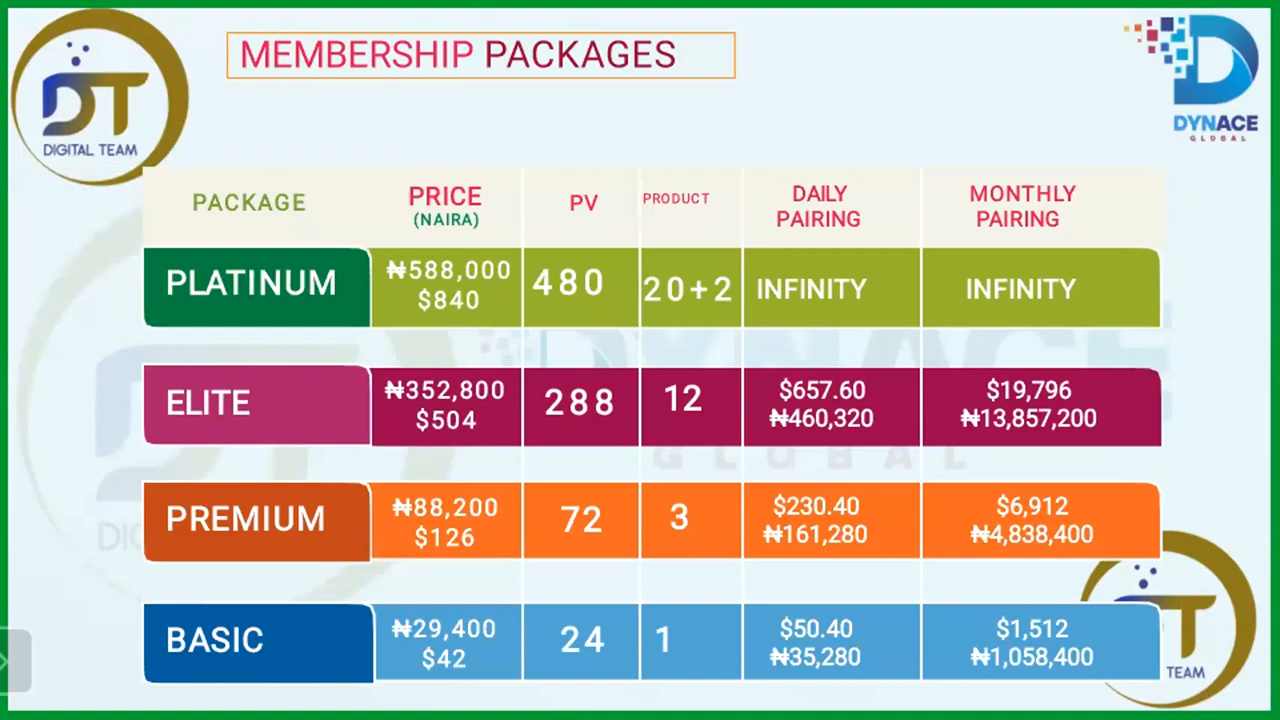 MEMBERSHIP PACKAGES
DT
DIGITAL TEAM
D
DYNACE
GLOBAL
PACKAGE
PRICE
(NAIRA)
PV
PRODUCT
DAILY
PAIRING
MONTHLY
PAIRING
PLATINUM
₦588,000
$840
480
20+2
INFINITY
INFINITY
ELITE
₦352,800
$504
288
12
$657.60
₦460,320
$19,796
₦13,857,200
GLOBAL
PREMIUM
₦88,200
$126
72
3
$230.40
₦161,280
$6,912
₦4,838,400
BASIC
₦29,400
$42
24
1
$50.40
₦35,280
$1,512
₦1,058,400
T
TEAM